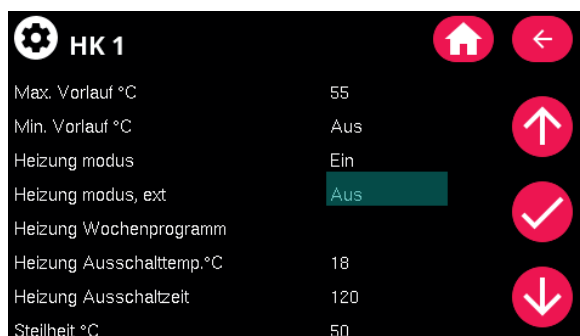 HK 1
Max. Vorlauf °C 55
Min. Vorlauf °C Aus
Heizung modus Ein
Heizung modus, ext Aus
Heizung Wochenprogramm
Heizung Ausschalttemp.°C 18
Heizung Ausschaltzeit 120
Steilheit °C 50